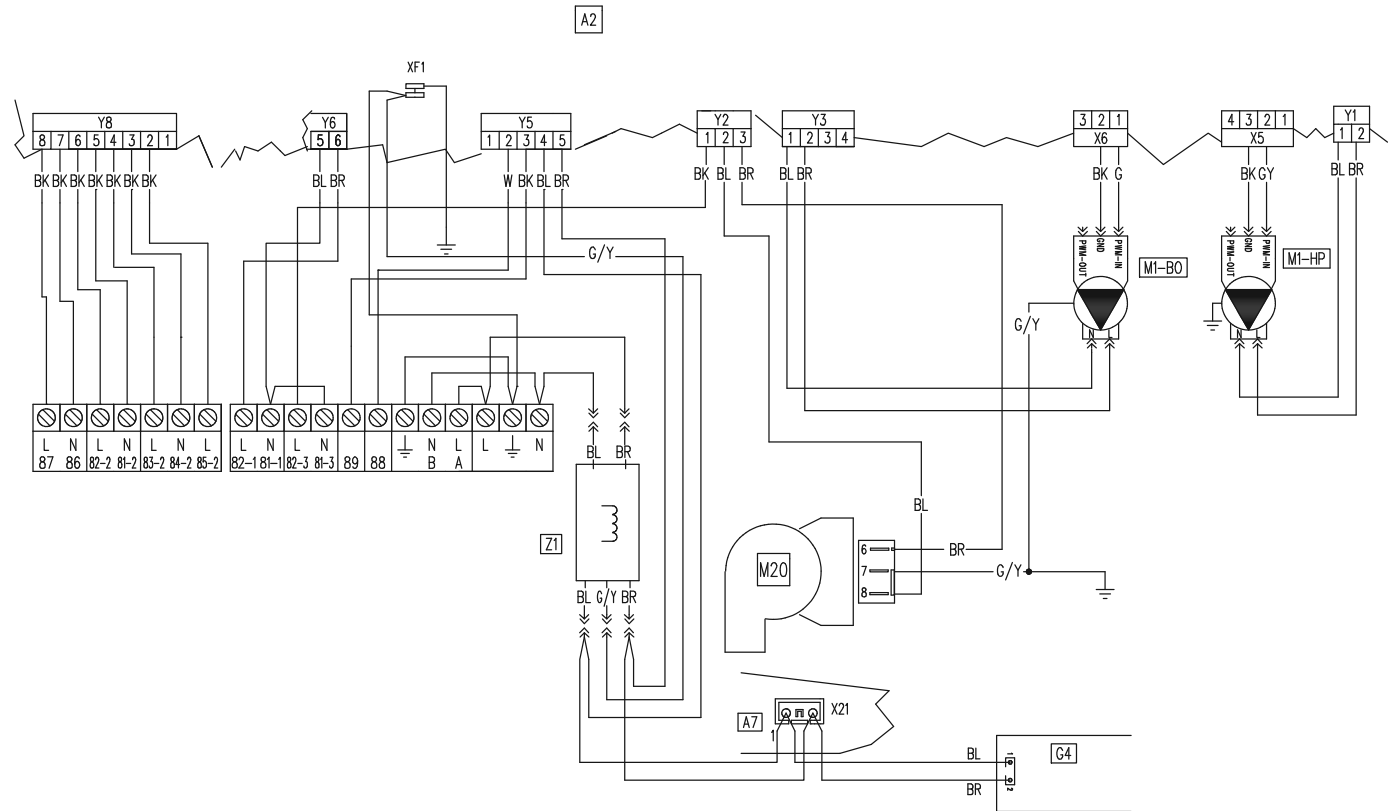 A2
XF1
Y8
8 7 6 5 4 3 2 1
Y6
5 6
Y5
1 2 3 4 5
Y2
1 2 3
Y3
1 2 3 4
3 2 1
X6
4 3 2 1
X5
Y1
1 2
BK BK BK BK BK BK BK
BL BR
W BK BL BR
BK BL BR
BL BR
BK G
BK GY
BL BR
G/Y
PWM-OUT
GND
PWM-IN
M1-BO
PWM-OUT
GND
PWM-IN
M1-HP
G/Y
N L
N L
L N L N L N L
87 86 82-2 81-2 83-2 84-2 85-2
L N L N
82-1 81-1 82-3 81-3 89 88
N L L N
B A
BL BR
Z1
BL G/Y BR
BL
M20
6
7
8
BR
G/Y
A7
X21
1
BL
BR
G4
1
2